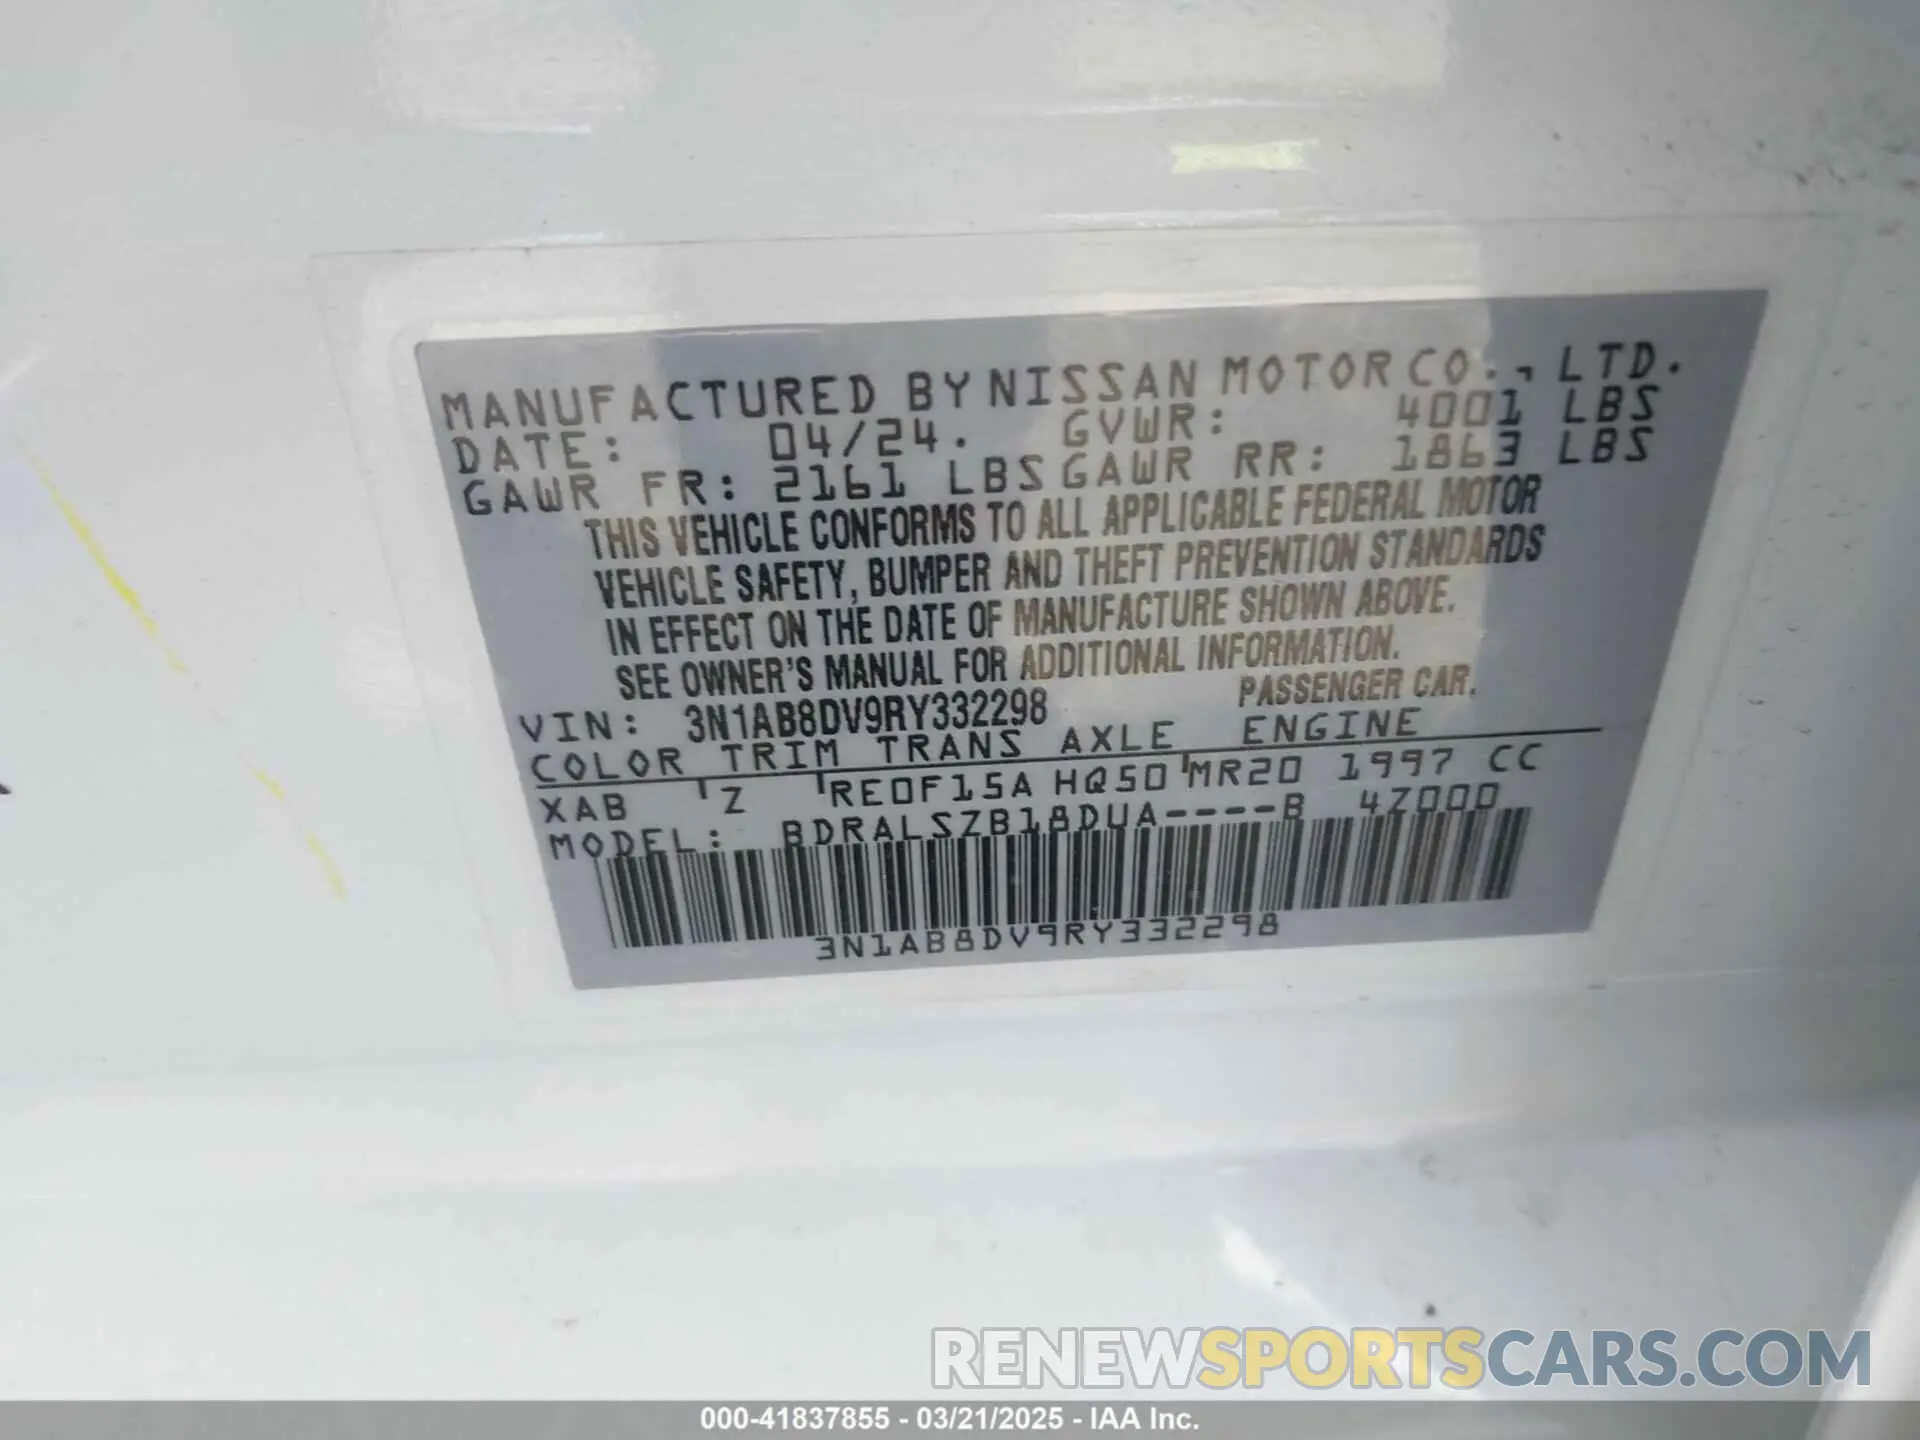 MANUFACTURED BY NISSAN MOTOR CO., LTD.
DATE: 04/24. GVWR: 4001 LBS
GAWR FR: 2161 LBS GAWR RR: 1863 LBS
THIS VEHICLE CONFORMS TO ALL APPLICABLE FEDERAL MOTOR
VEHICLE SAFETY, BUMPER AND THEFT PREVENTION STANDARDS
IN EFFECT ON THE DATE OF MANUFACTURE SHOWN ABOVE.
SEE OWNER'S MANUAL FOR ADDITIONAL INFORMATION.
VIN: 3N1AB8DV9RY332298 PASSENGER CAR.
COLOR TRIM TRANS AXLE ENGINE
XAB Z RE0F15A HQ50 MR20 1997 CC
MODEL: BDRALSZB18DUA----B 4Z000
3N1AB8DV9RY332298
RENEWSPORTSCARS.COM
000-41837855 - 03/21/2025 - IAA Inc.